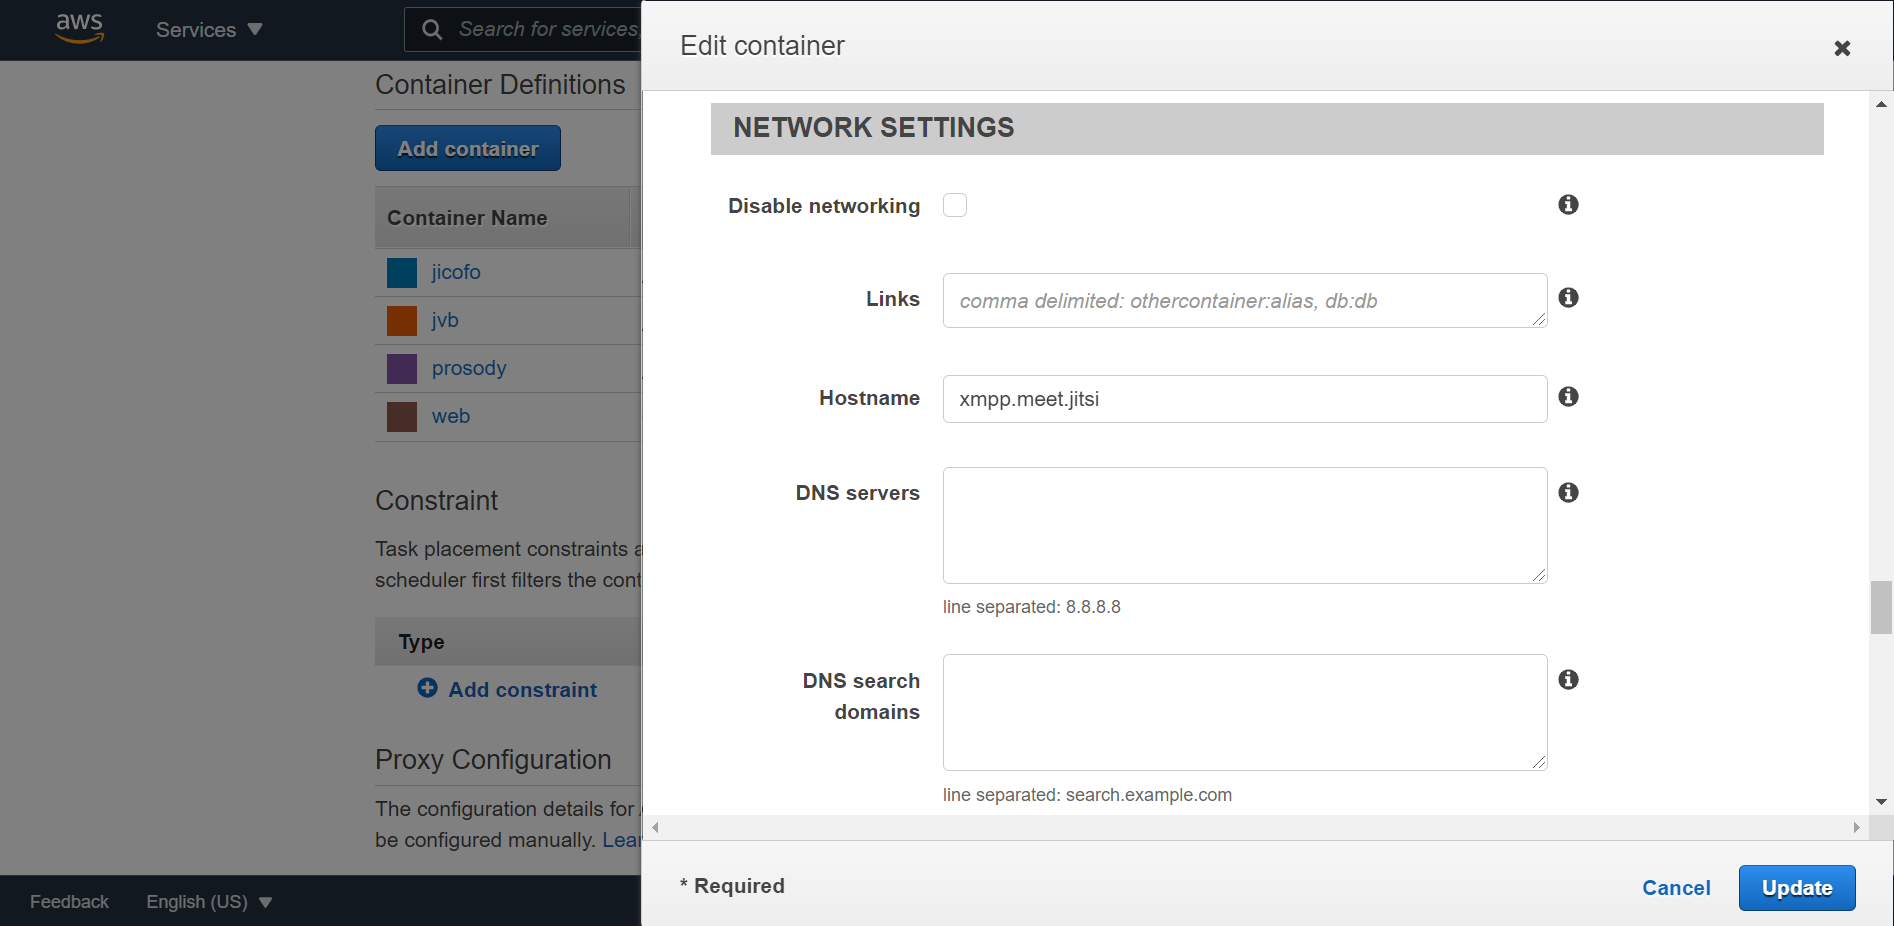 aws
Services
Search for services,
Container Definitions
Add container
Container Name
jicofo
jvb
prosody
web
Constraint
Task placement constraints a
scheduler first filters the cont
Type
Add constraint
Proxy Configuration
The configuration details for
be configured manually. Lear
Feedback
English (US)
Edit container
NETWORK SETTINGS
Disable networking
Links
comma delimited: othercontainer:alias, db:db
Hostname
xmpp.meet.jitsi
DNS servers
line separated: 8.8.8.8
DNS search
domains
line separated: search.example.com
* Required
Cancel
Update